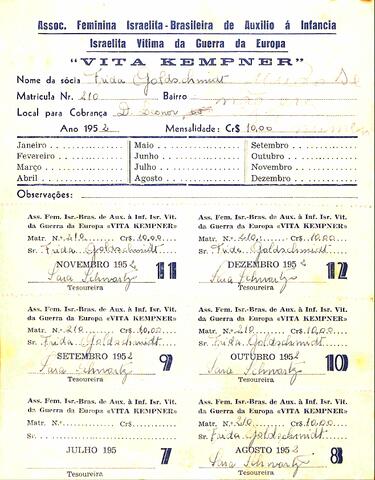 Assoc. Feminina Israelita-Brasileira de Auxilio á Infancia
Israelita Vitima da Guerra da Europa
"VITA KEMPNER"
Nome da sócia Frida Goldschmidt
Matricula Nr. 210 Bairro
Local para Cobrança
Ano 1952 Mensalidade: Cr$ 10,00
Janeiro Maio Setembro
Fevereiro Junho Outubro
Março Julho Novembro
Abril Agosto Dezembro
Observações:
Ass. Fem. Isr.-Bras. de Aux. à Inf. Isr. Vit.
da Guerra da Europa «VITA KEMPNER»
Matr. N.º 210 Cr$ 10,00
Sr. Frida Goldschmidt
NOVEMBRO 1952 11
Sara Schwartz
Tesoureira
Ass. Fem. Isr.-Bras. de Aux. à Inf. Isr. Vit.
da Guerra da Europa «VITA KEMPNER»
Matr. N.º 210 Cr$ 10,00
Sr. Frida Goldschmidt
DEZEMBRO 1952 12
Sara Schwartz
Tesoureira
Ass. Fem. Isr.-Bras. de Aux. à Inf. Isr. Vit.
da Guerra da Europa «VITA KEMPNER»
Matr. N.º 210 Cr$ 10,00
Sr. Frida Goldschmidt
SETEMBRO 1952 9
Sara Schwartz
Tesoureira
Ass. Fem. Isr.-Bras. de Aux. à Inf. Isr. Vit.
da Guerra da Europa «VITA KEMPNER»
Matr. N.º 210 Cr$ 10,00
Sr. Frida Goldschmidt
OUTUBRO 1952 10
Sara Schwartz
Tesoureira
Ass. Fem. Isr.-Bras. de Aux. à Inf. Isr. Vit.
da Guerra da Europa «VITA KEMPNER»
Matr. N.º Cr$
Sr.
JULHO 195 7
Tesoureira
Ass. Fem. Isr.-Bras. de Aux. à Inf. Isr. Vit.
da Guerra da Europa «VITA KEMPNER»
Matr. N.º 210 Cr$ 10,00
Sr. Frida Goldschmidt
AGOSTO 1952 8
Sara Schwartz
Tesoureira